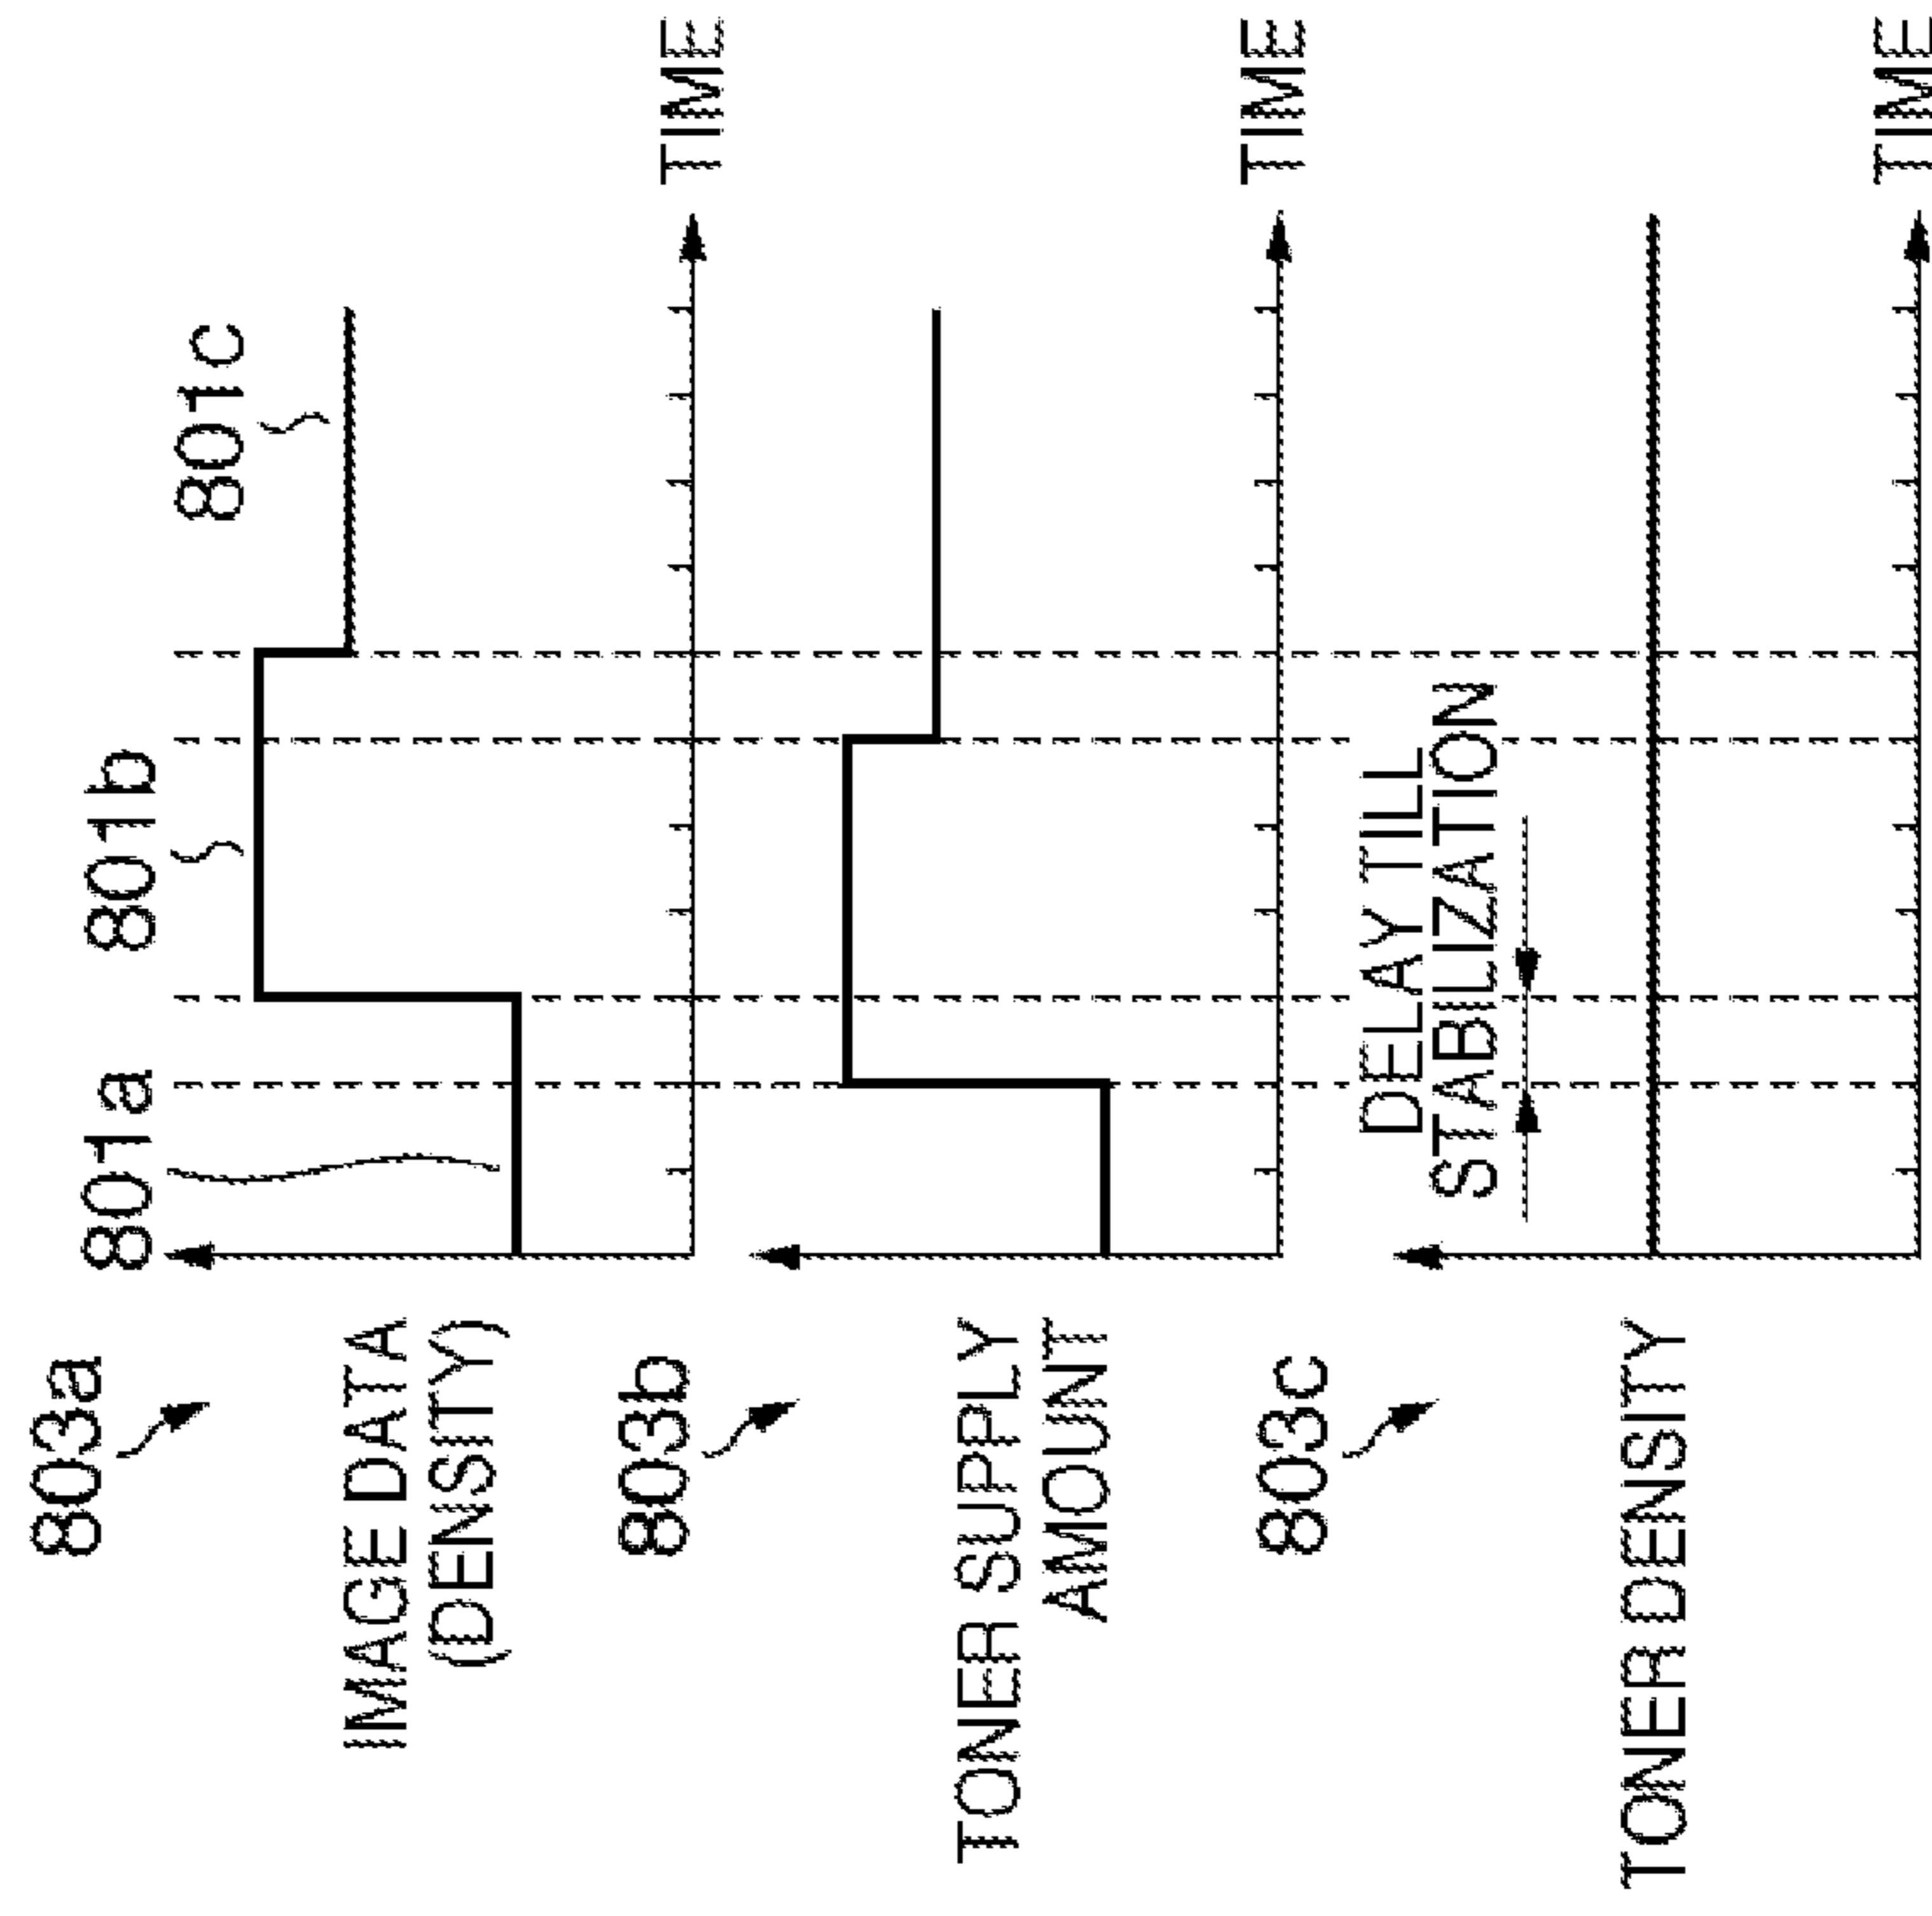 803a
801a
801b
801c
IMAGE DATA
(DENSITY)
TIME
803b
TONER SUPPLY
AMOUNT
TIME
803c
DELAY TILL
STABILIZATION
TONER DENSITY
TIME